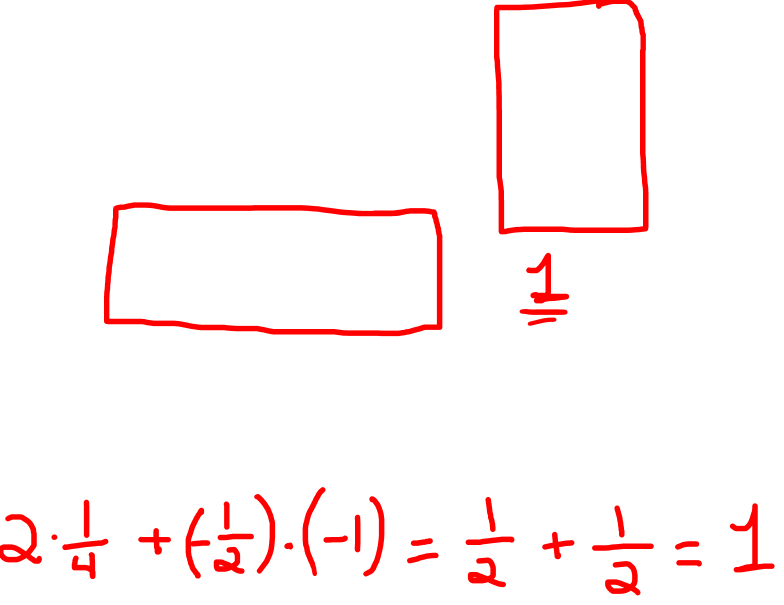 1
2 · 1/4 + (-1/2) · (-1) = 1/2 + 1/2 = 1